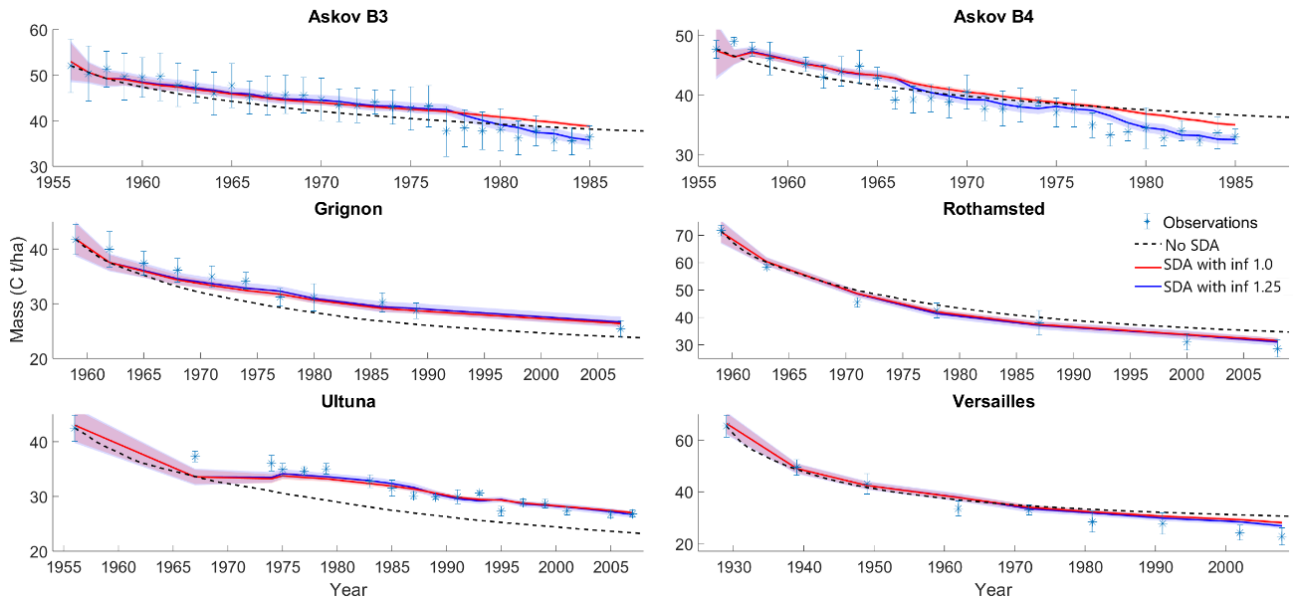 Askov B3
Askov B4
60
50
40
30
50
40
30
1955 1960 1965 1970 1975 1980 1985
1955 1960 1965 1970 1975 1980 1985
Grignon
Rothamsted
Mass (C t/ha)
40
30
20
70
60
50
40
30
Observations
No SDA
SDA with inf 1.0
SDA with inf 1.25
1960 1965 1970 1975 1980 1985 1990 1995 2000 2005
1960 1965 1970 1975 1980 1985 1990 1995 2000 2005
Ultuna
Versailles
40
30
20
60
40
20
1955 1960 1965 1970 1975 1980 1985 1990 1995 2000 2005
1930 1940 1950 1960 1970 1980 1990 2000
Year
Year